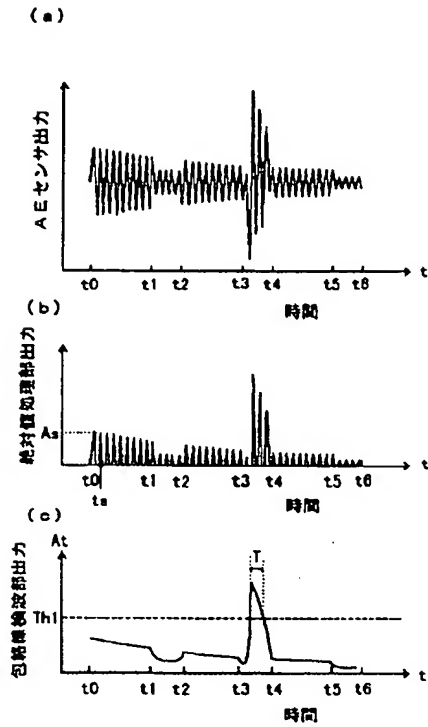 (a)
AEセンサ出力
t0 t1 t2 t3 t4 t5 t6 t
時間
(b)
絶対値処理部出力
As
t0 t1 t2 t3 t4 t5 t6 t
ts
時間
(c)
At
包絡線検波部出力
T
Th1
t0 t1 t2 t3 t4 t5 t6 t
時間